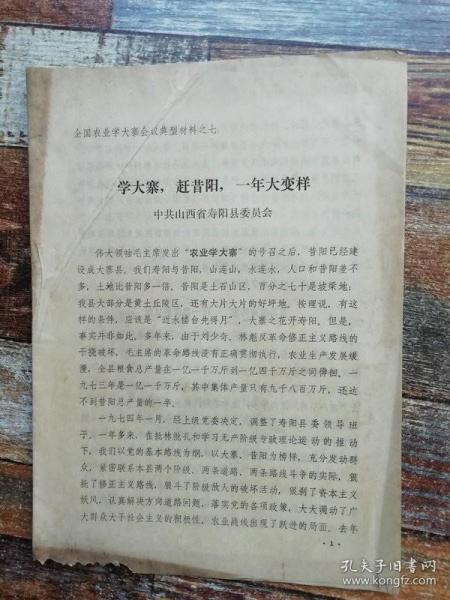 全国农业学大寨会议典型材料之七
学大寨，赶昔阳，一年大变样
中共山西省寿阳县委员会
伟大领袖毛主席发出“农业学大寨”的号召之后，昔阳已经建
设成大寨县。我们寿阳与昔阳，山连山，水连水，人口和昔阳差不
多，土地比昔阳多一倍。昔阳是土石山区，百分之七十是坡梁地；
我县大部分是黄土丘陵区，还有大片大片的好坪地。按理说，有这
样的条件，应该是“近水楼台先得月”，大寨之花开寿阳。但是，
事实并非如此。多年来，由于刘少奇、林彪反革命修正主义路线的
干扰破坏，毛主席的革命路线没有正确贯彻执行，农业生产发展缓
慢，全县粮食总产量在一亿一千万斤到一亿四千万斤之间徘徊。一
九七三年是一亿一千万斤，其中集体产量只有九千八百万斤，还达
不到昔阳总产量的一半。
一九七四年一月，经上级党委决定，调整了寿阳县委领导班
子。一年多来，在批林批孔和学习无产阶级专政理论运动的推动
下，我们以党的基本路线为纲，以大寨、昔阳为榜样，充分发动群
众，紧密联系本县两个阶级、两条道路、两条路线斗争的实际，狠
批了修正主义路线，狠斗了阶级敌人的破坏活动，狠刹了资本主义
妖风，认真解决方向道路问题，落实党的各项政策，大大调动了广
大群众大干社会主义的积极性，农业战线出现了跃进的局面。去年
·1·
孔夫子旧书网
www.kongfz.com